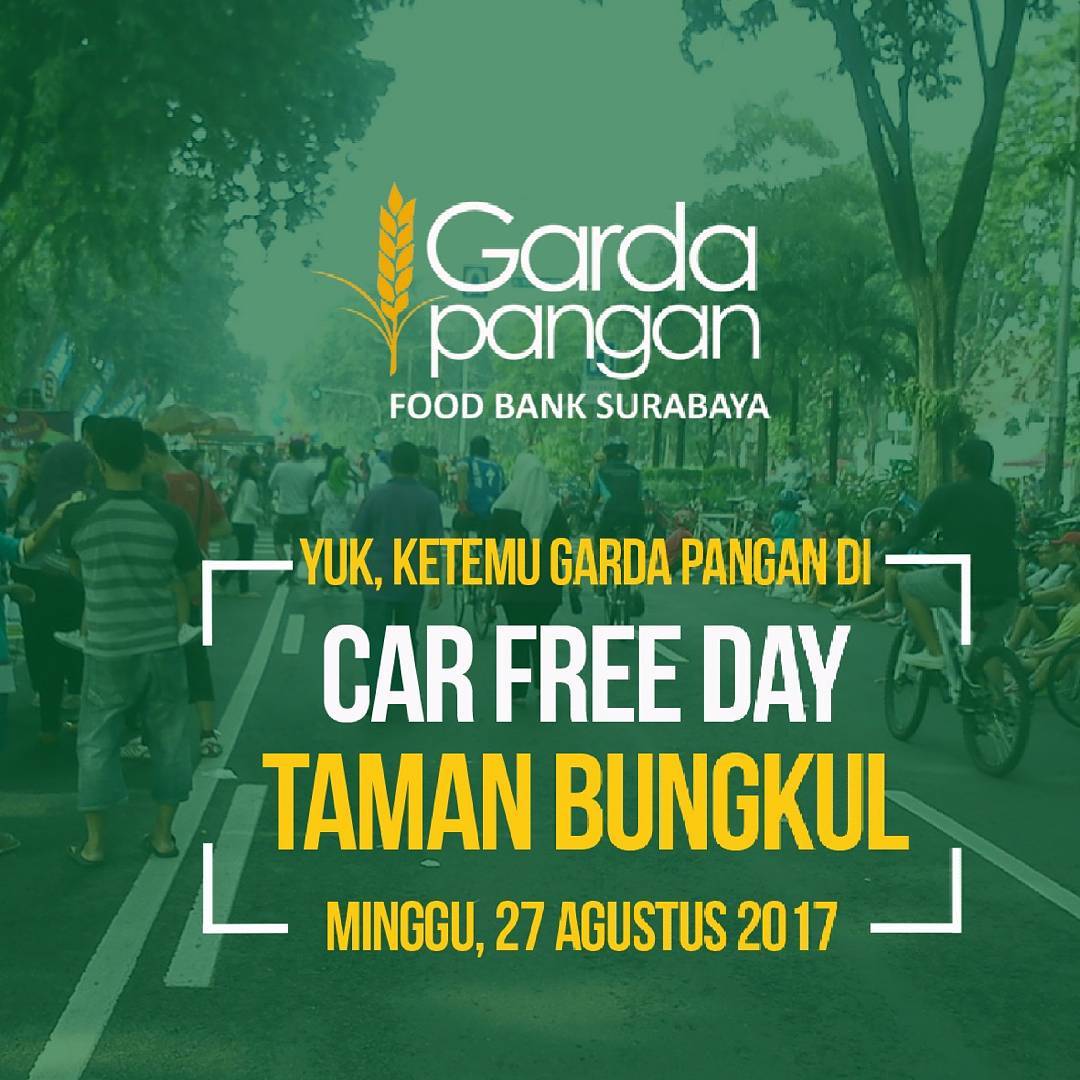 Garda
pangan
FOOD BANK SURABAYA
YUK, KETEMU GARDA PANGAN DI
CAR FREE DAY
TAMAN BUNGKUL
MINGGU, 27 AGUSTUS 2017